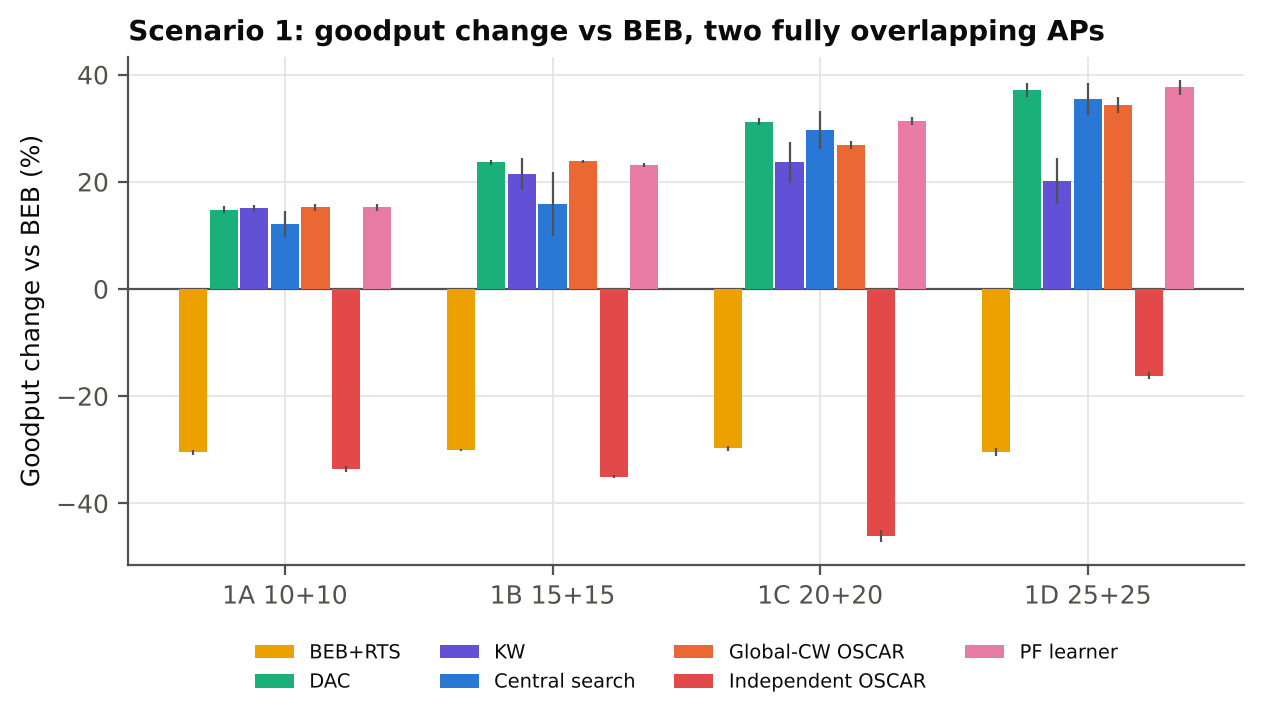 Scenario 1: goodput change vs BEB, two fully overlapping APs
Goodput change vs BEB (%)
40
20
0
−20
−40
1A 10+10
1B 15+15
1C 20+20
1D 25+25
BEB+RTS
KW
Global-CW OSCAR
PF learner
DAC
Central search
Independent OSCAR